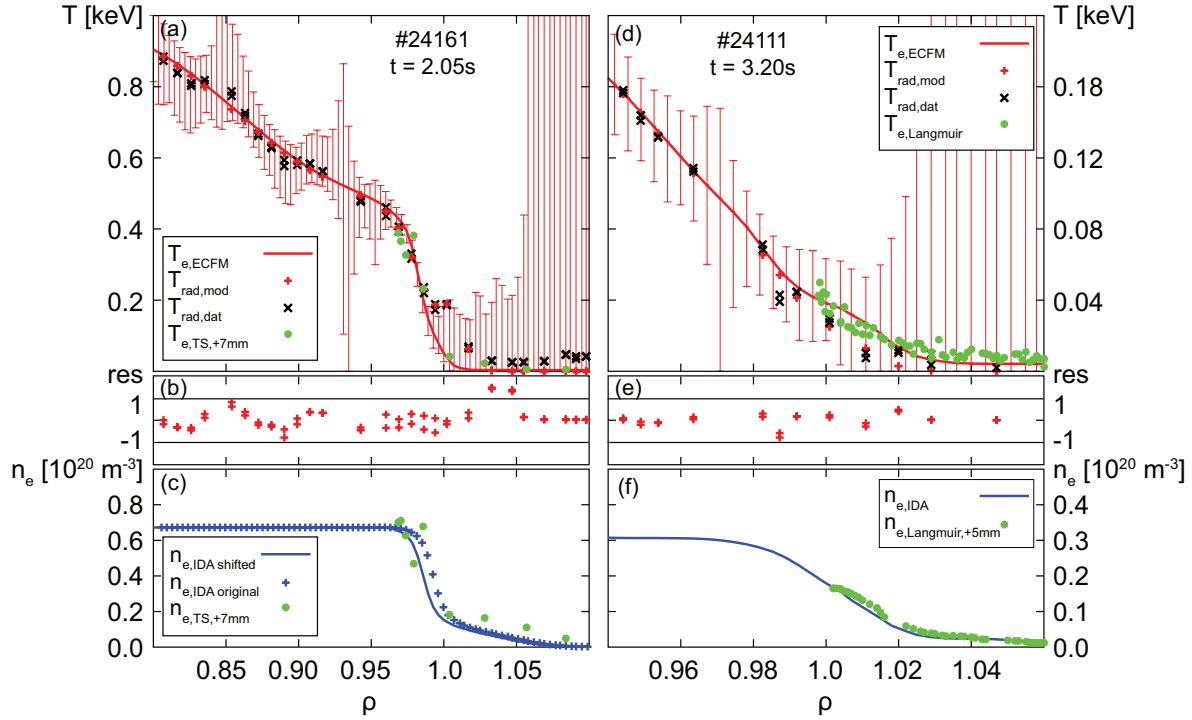 T [keV]
T [keV]
(a)
#24161
t = 2.05s
0.8
0.6
0.4
0.2
T_e,ECFM
T_rad,mod
T_rad,dat
T_e,TS,+7mm
(d)
#24111
t = 3.20s
T_e,ECFM
T_rad,mod
T_rad,dat
T_e,Langmuir
0.18
0.12
0.08
0.04
res
res
(b)
1
-1
(e)
1
-1
n_e [10^20 m^-3]
n_e [10^20 m^-3]
(c)
0.8
0.6
0.4
0.2
0.0
n_e,IDA shifted
n_e,IDA original
n_e,TS,+7mm
0.85 0.90 0.95 1.00 1.05
ρ
(f)
n_e,IDA
n_e,Langmuir,+5mm
0.4
0.3
0.2
0.1
0.0
0.96 0.98 1.0 1.02 1.04
ρ